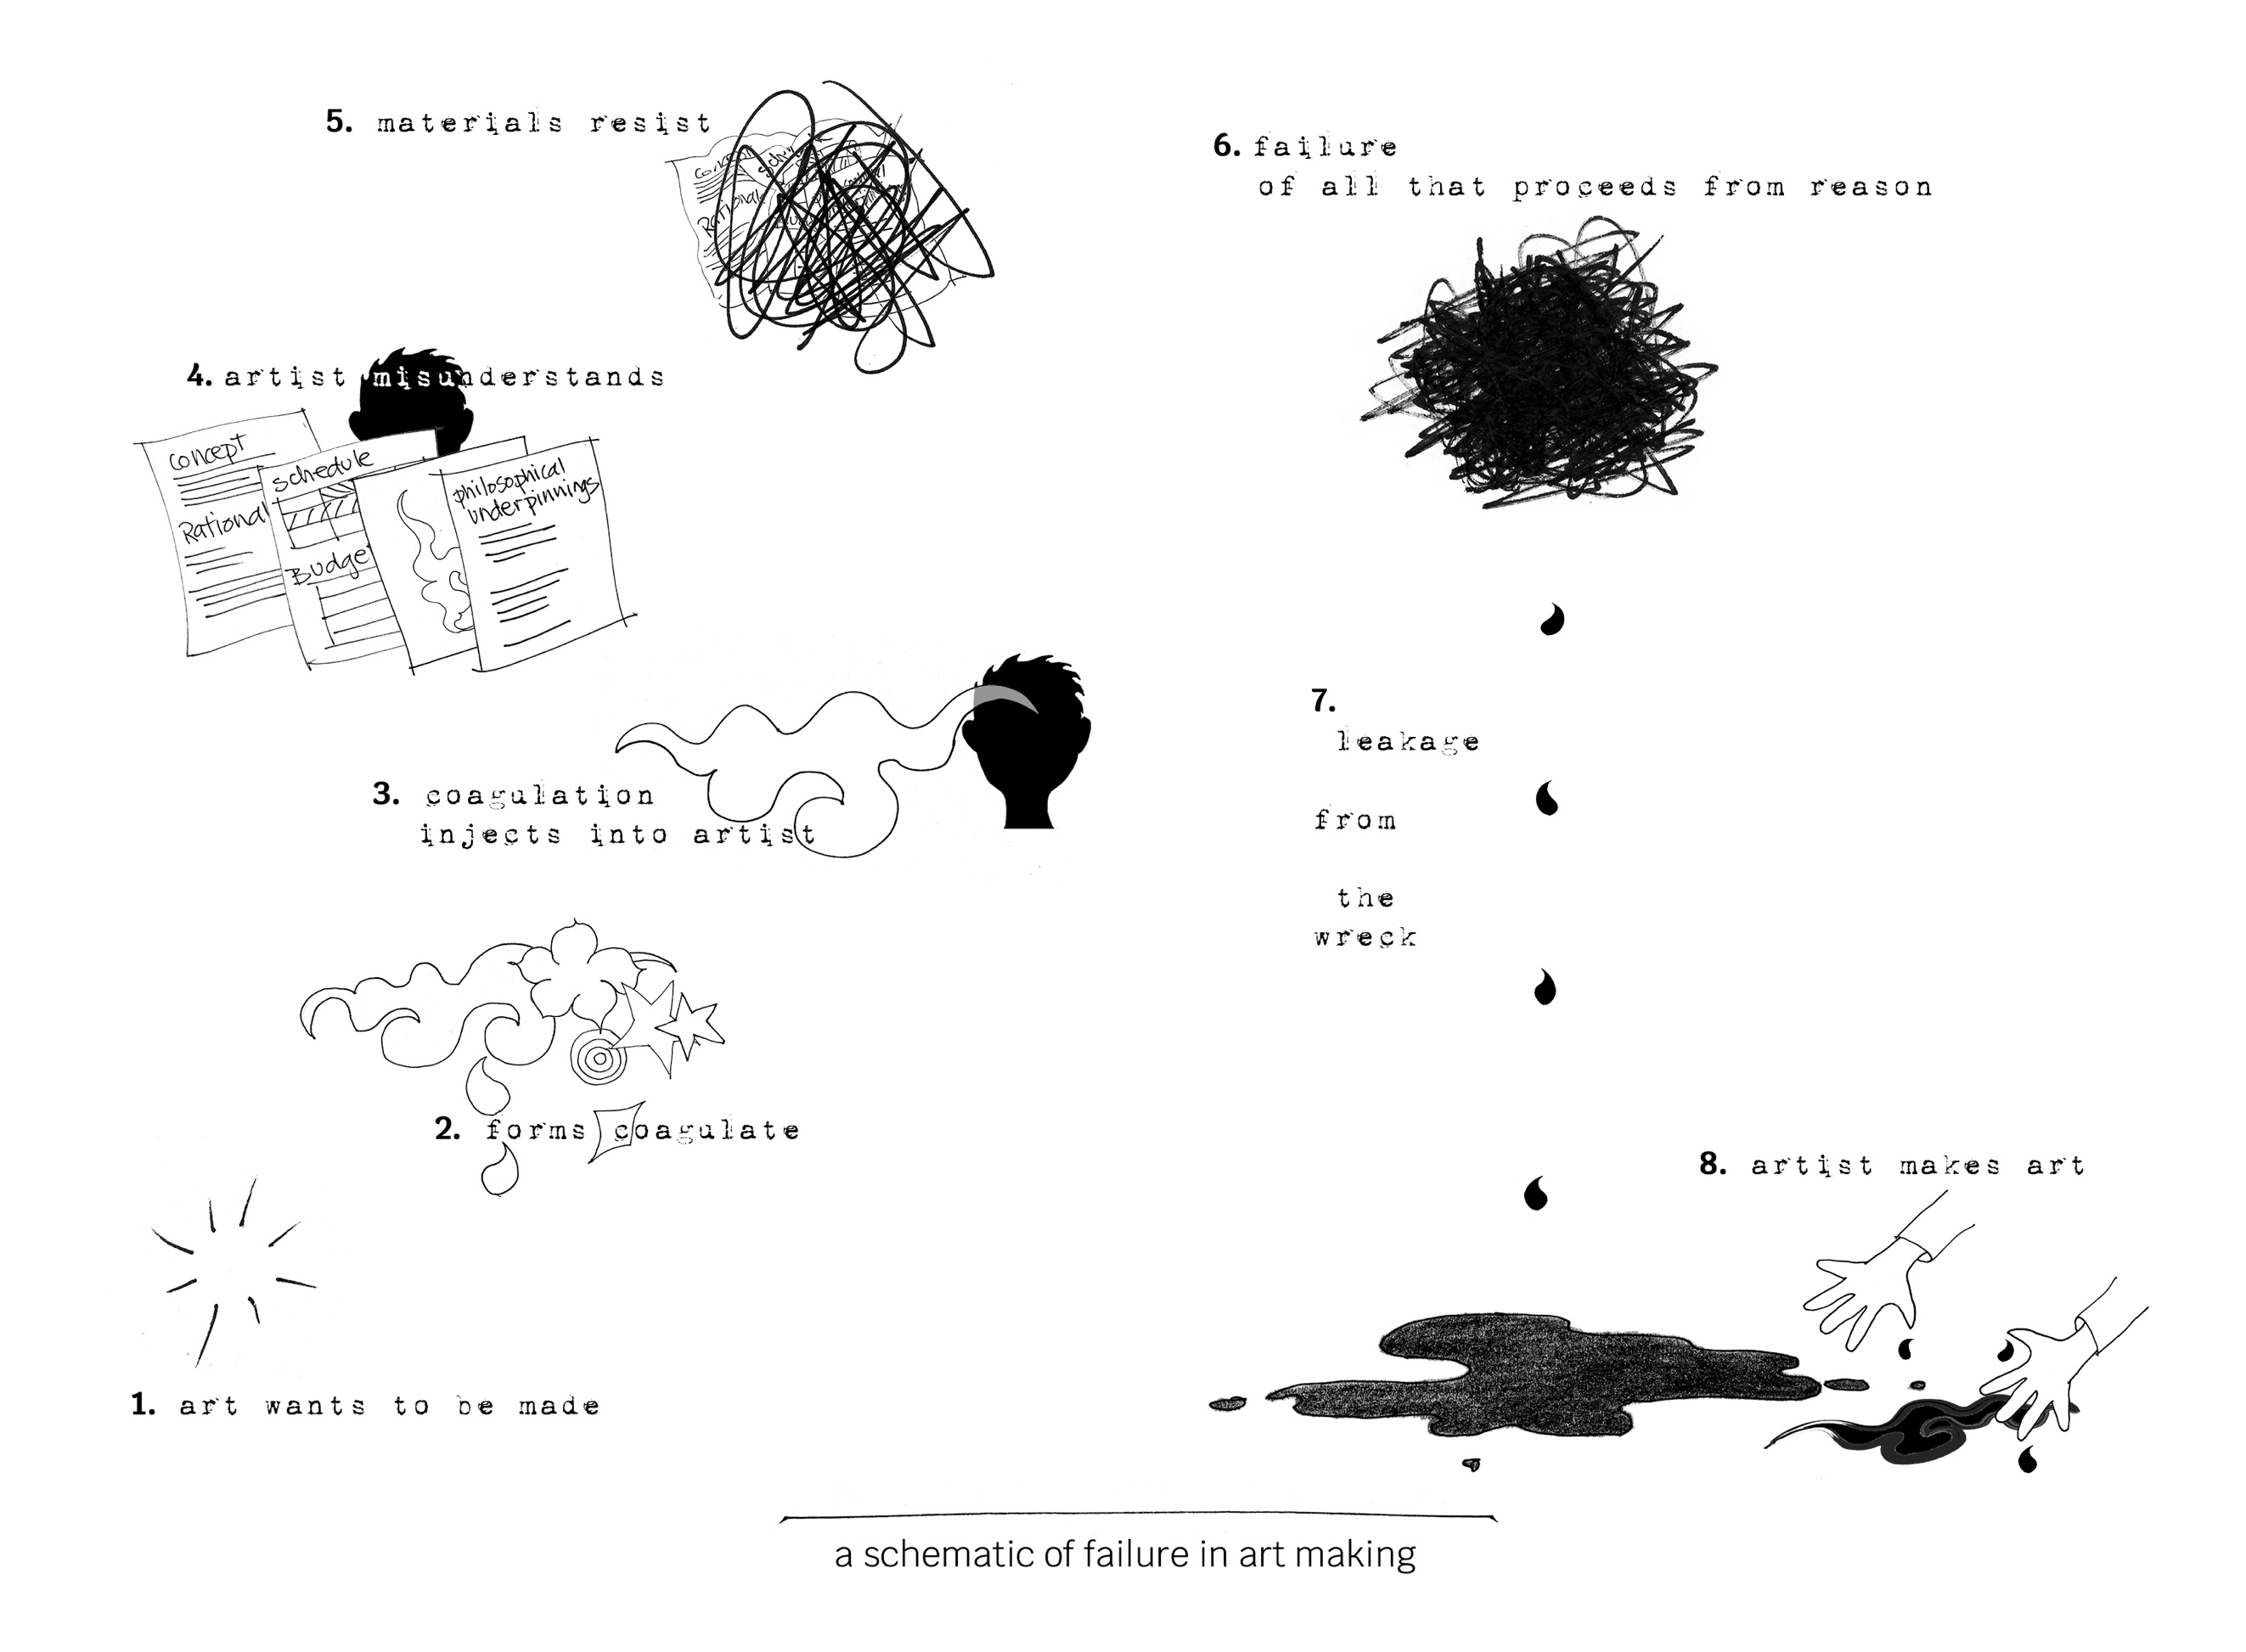 5. materials resist
concept
Rational
6. failure
of all that proceeds from reason
4. artist misunderstands
concept
Rational
schedule
Budget
philosophical
underpinnings
7.
leakage
from
the
wreck
3. coagulation
injects into artist
2. forms coagulate
8. artist makes art
1. art wants to be made
a schematic of failure in art making